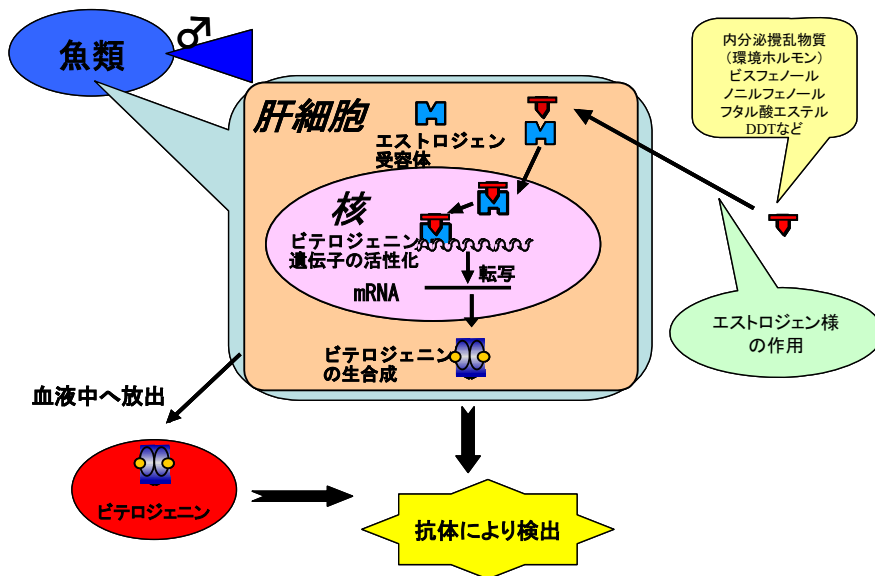 魚類
♂
内分泌攪乱物質
（環境ホルモン）
ビスフェノール
ノニルフェノール
フタル酸エステル
DDTなど
肝細胞
エストロジェン
受容体
核
ビテロジェニン
遺伝子の活性化
転写
mRNA
エストロジェン様
の作用
ビテロジェニン
の生合成
血液中へ放出
ビテロジェニン
抗体により検出